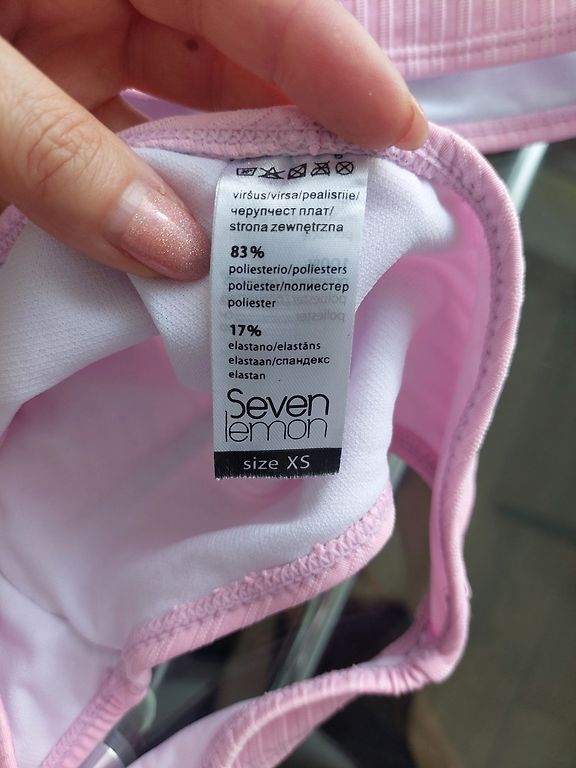 viršus/virsa/pealisriie/
черупчест плат/
strona zewnętrzna
83%
poliesterio/poliesters
polüester/полиестер
poliester
17%
elastano/elastāns
elastaan/спандекс
elastan
Seven
lemon
size XS